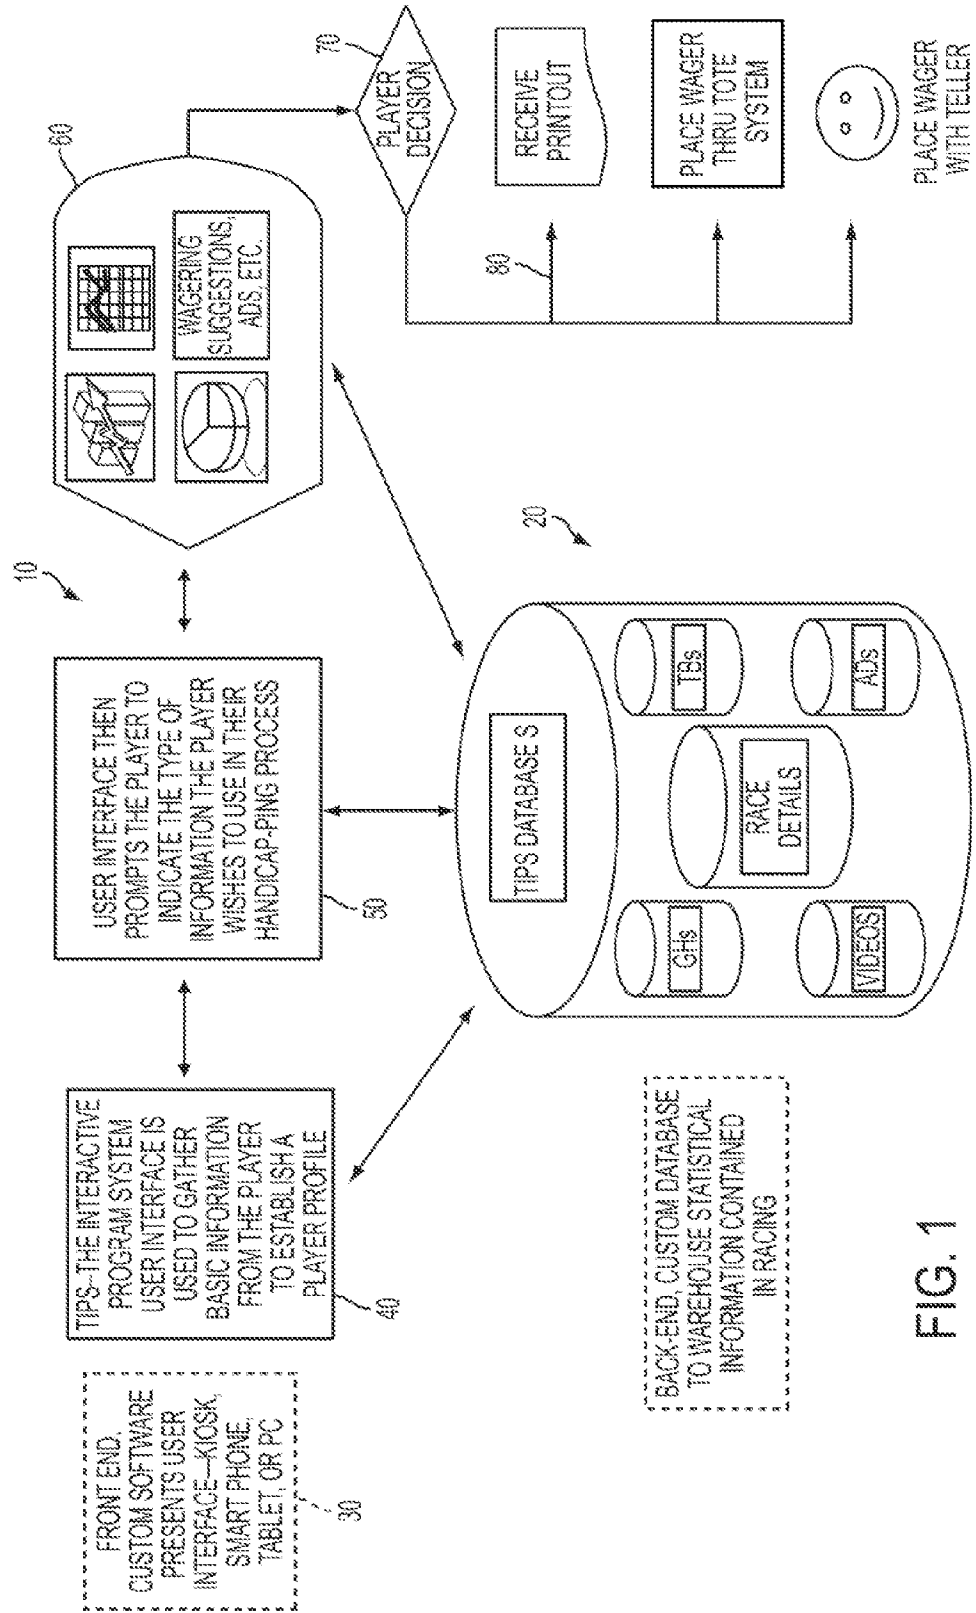 10
FRONT END,
CUSTOM SOFTWARE
PRESENTS USER
INTERFACE—KIOSK,
SMART PHONE,
TABLET, OR PC
30
TIPS--THE INTERACTIVE
PROGRAM SYSTEM
USER INTERFACE IS
USED TO GATHER
BASIC INFORMATION
FROM THE PLAYER
TO ESTABLISH A
PLAYER PROFILE
40
USER INTERFACE THEN
PROMPTS THE PLAYER TO
INDICATE THE TYPE OF
INFORMATION THE PLAYER
WISHES TO USE IN THEIR
HANDICAP-PING PROCESS
50
60
WAGERING
SUGGESTIONS,
ADS, ETC.
70
PLAYER
DECISION
80
RECEIVE
PRINTOUT
PLACE WAGER
THRU TOTE
SYSTEM
PLACE WAGER
WITH TELLER
BACK-END, CUSTOM DATABASE
TO WAREHOUSE STATISTICAL
INFORMATION CONTAINED
IN RACING
20
TIPS DATABASE S
GHs
TBs
RACE
DETAILS
VIDEOS
ADs
FIG. 1